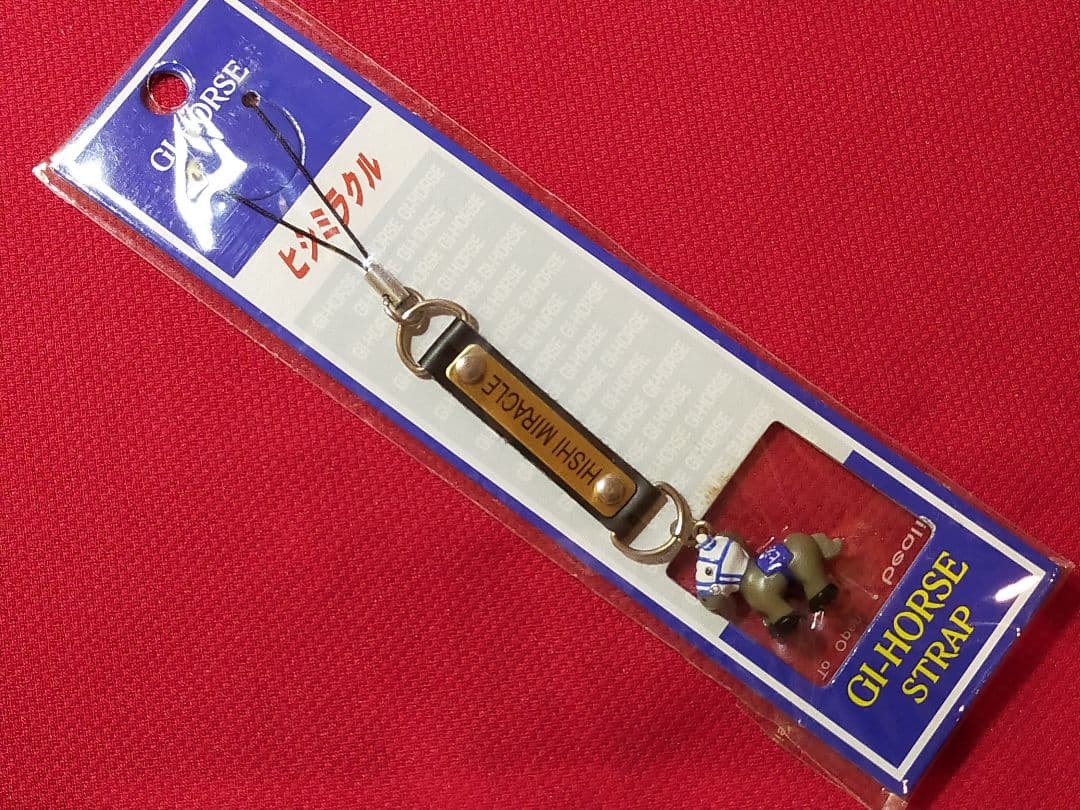 GI-HORSE
ヒシミラクル
HISHI MIRACLE
GI-HORSE
STRAP